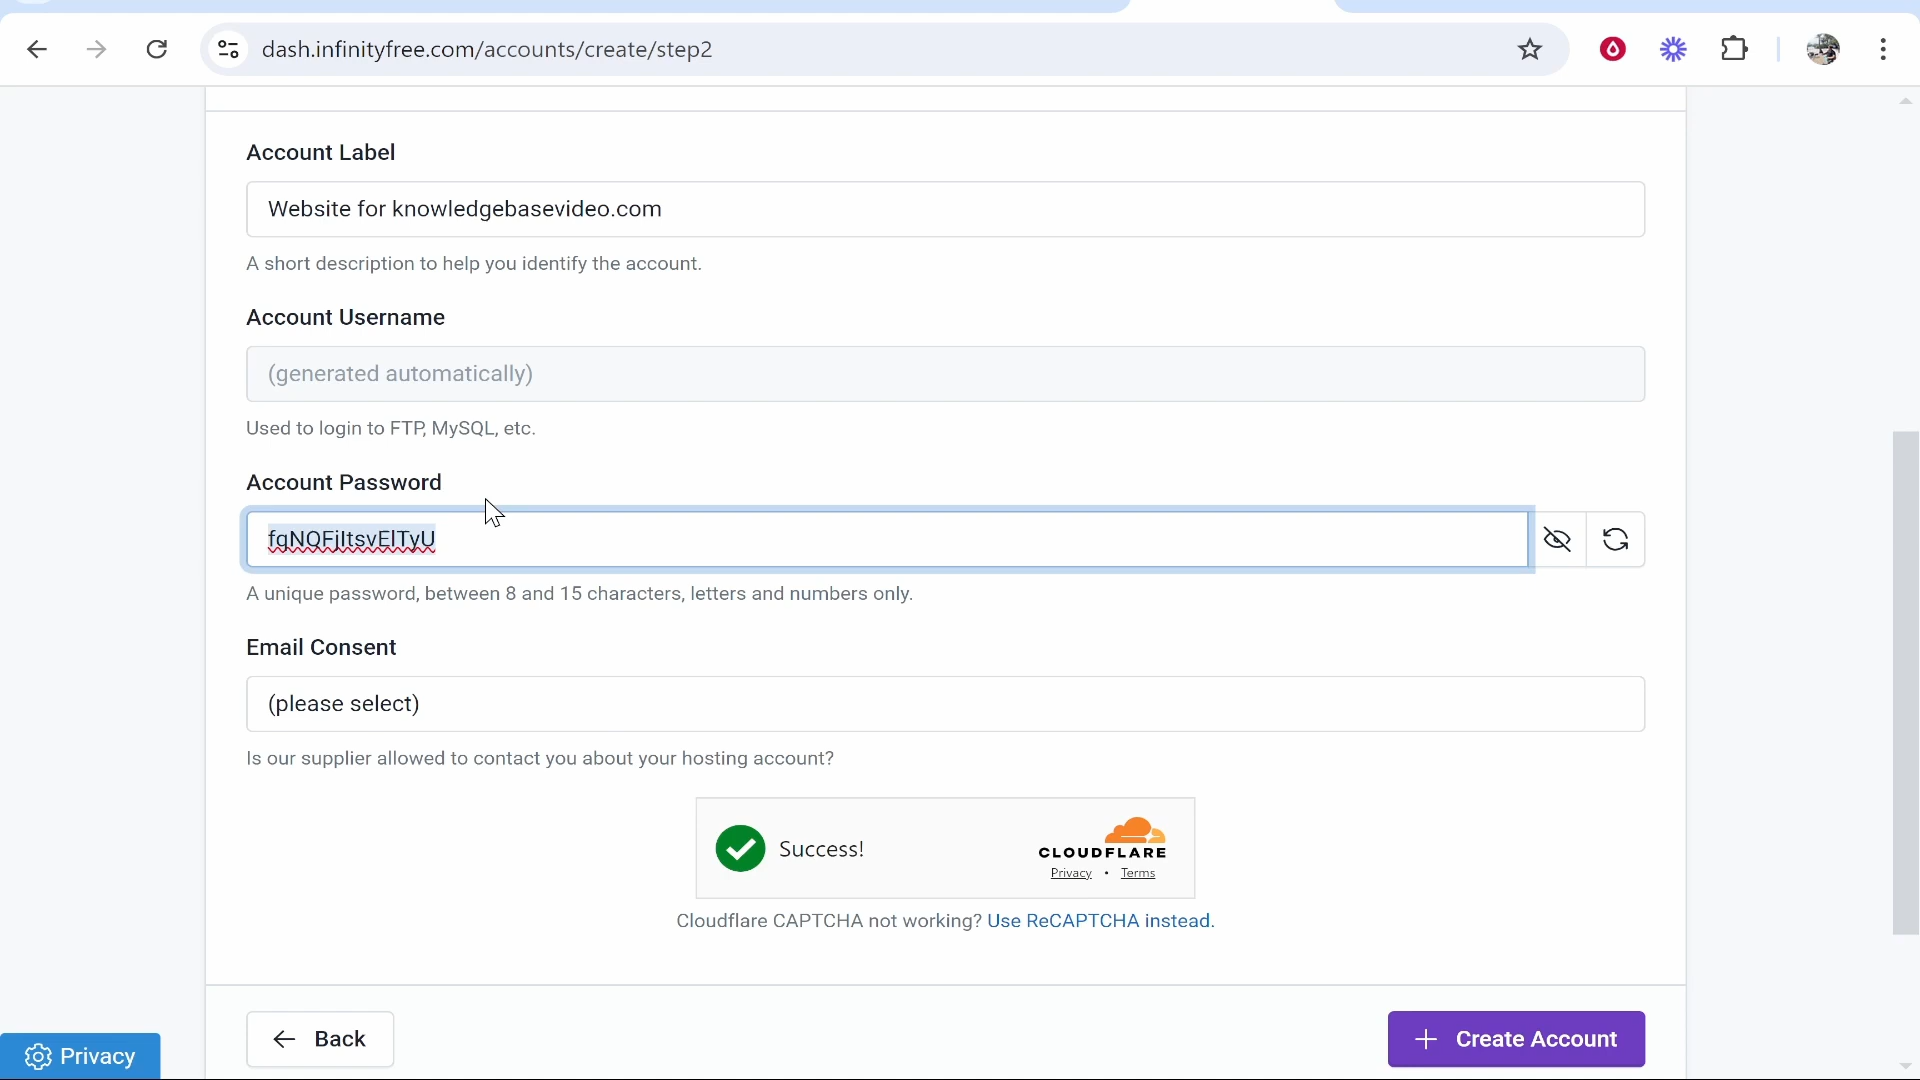 dash.infinityfree.com/accounts/create/step2
Account Label
Website for knowledgebasevideo.com
A short description to help you identify the account.
Account Username
(generated automatically)
Used to login to FTP, MySQL, etc.
Account Password
fqNQFjItsvElTyU
A unique password, between 8 and 15 characters, letters and numbers only.
Email Consent
(please select)
Is our supplier allowed to contact you about your hosting account?
Success!
CLOUDFLARE
Privacy • Terms
Cloudflare CAPTCHA not working? Use ReCAPTCHA instead.
Back
Create Account
Privacy